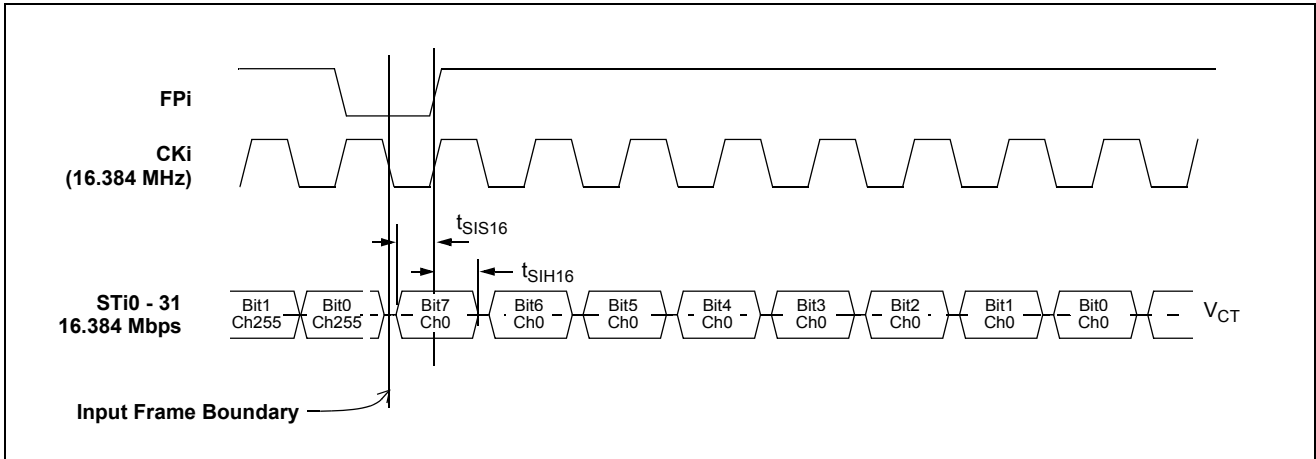 FPi
CKi
(16.384 MHz)
tSIS16
tSIH16
STi0 - 31
16.384 Mbps
Bit1
Ch255
Bit0
Ch255
Bit7
Ch0
Bit6
Ch0
Bit5
Ch0
Bit4
Ch0
Bit3
Ch0
Bit2
Ch0
Bit1
Ch0
Bit0
Ch0
VCT
Input Frame Boundary